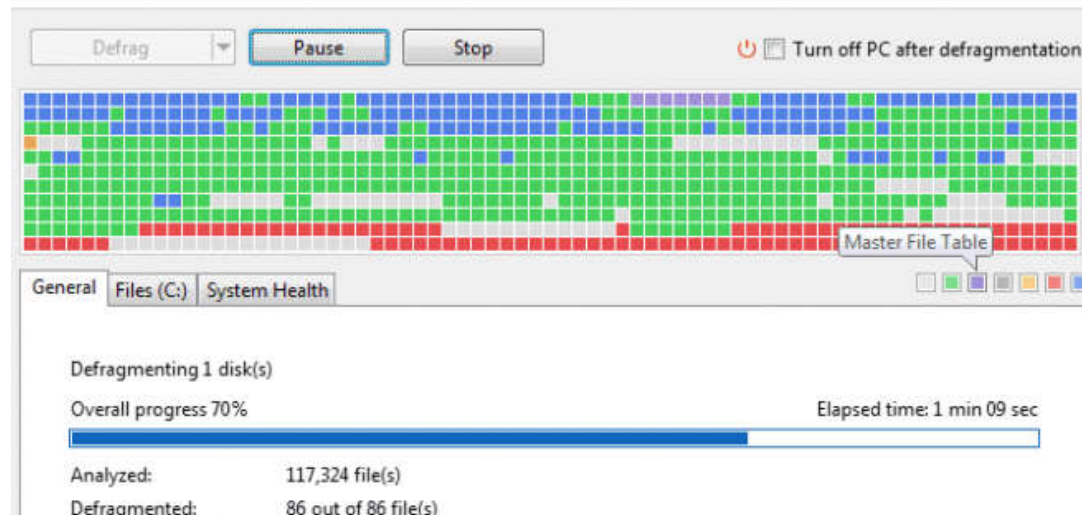 Defrag Pause Stop Turn off PC after defragmentation
Master File Table
General Files (C:) System Health
Defragmenting 1 disk(s)
Overall progress 70% Elapsed time: 1 min 09 sec
Analyzed: 117,324 file(s)
Defragmented: 86 out of 86 file(s)